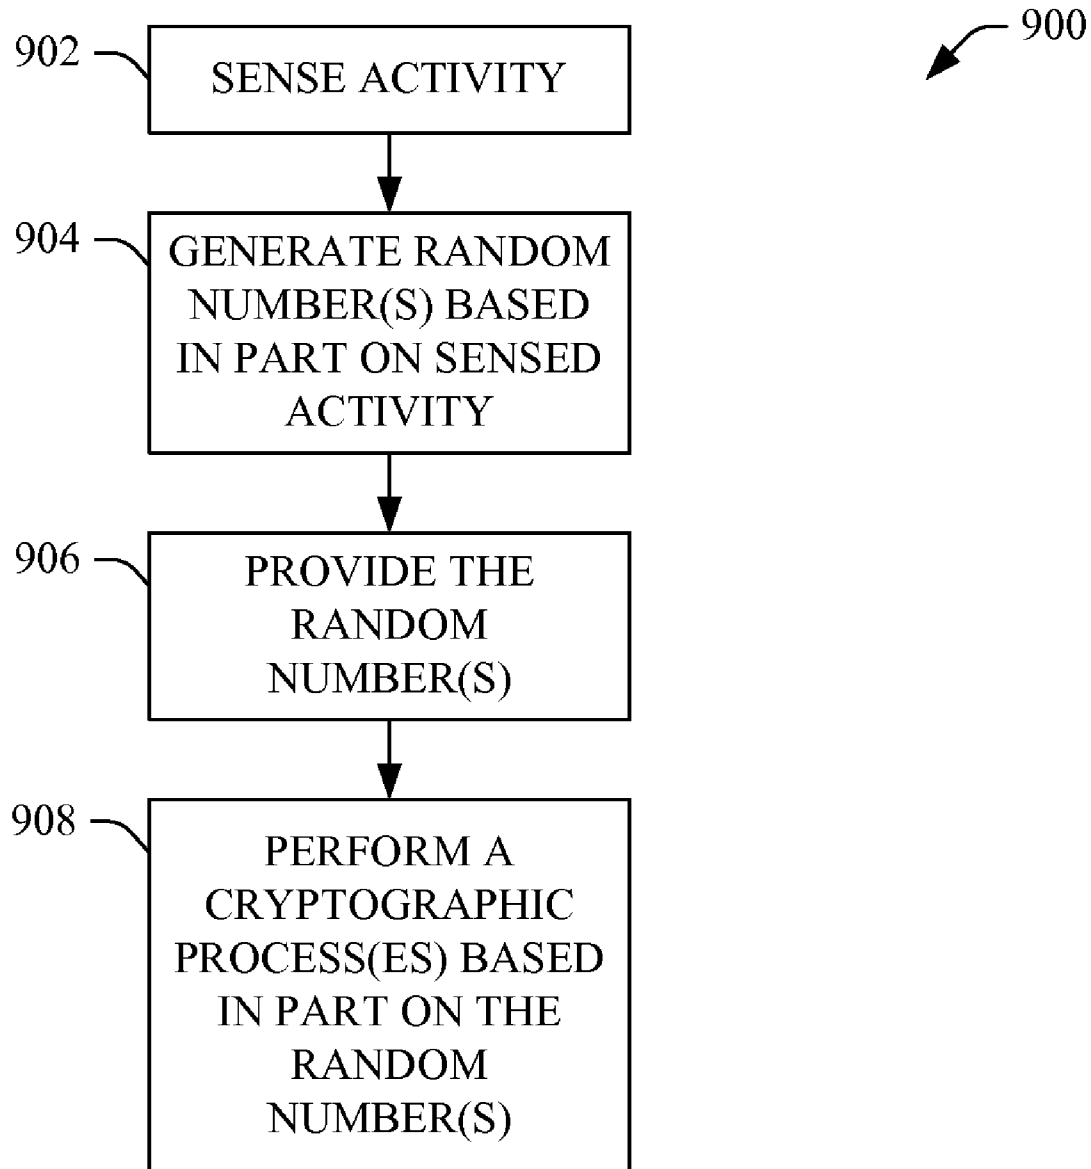 900
902
SENSE ACTIVITY
904
GENERATE RANDOM
NUMBER(S) BASED
IN PART ON SENSED
ACTIVITY
906
PROVIDE THE
RANDOM
NUMBER(S)
908
PERFORM A
CRYPTOGRAPHIC
PROCESS(ES) BASED
IN PART ON THE
RANDOM
NUMBER(S)